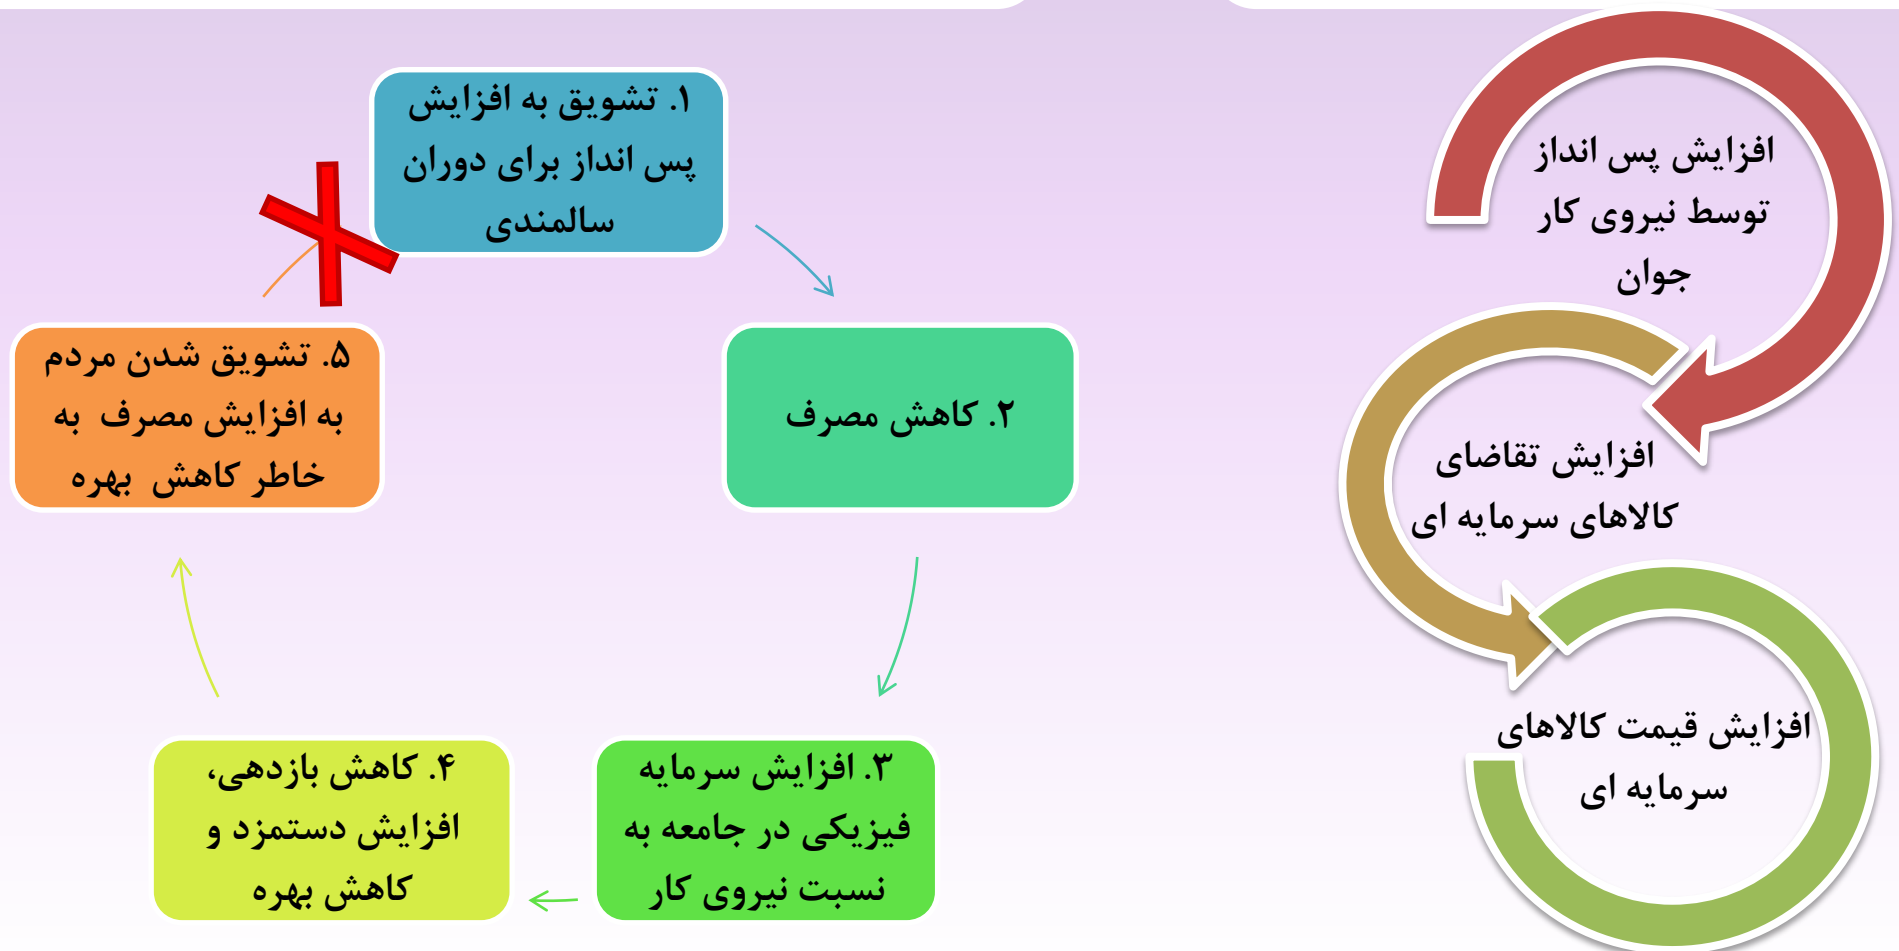 ۱. تشویق به افزایش
پس انداز برای دوران
سالمندی
۲. کاهش مصرف
۳. افزایش سرمایه
فیزیکی در جامعه به
نسبت نیروی کار
۴. کاهش بازدهی،
افزایش دستمزد و
کاهش بهره
۵. تشویق شدن مردم
به افزایش مصرف به
خاطر کاهش بهره
افزایش پس انداز
توسط نیروی کار
جوان
افزایش تقاضای
کالاهای سرمایه ای
افزایش قیمت کالاهای
سرمایه ای